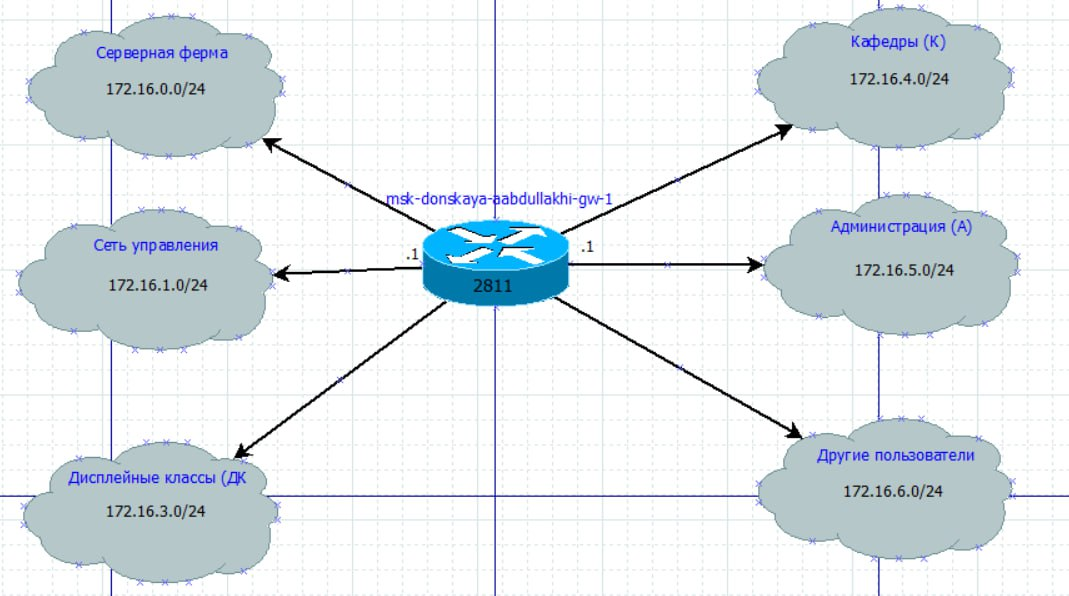 Серверная ферма
172.16.0.0/24
Кафедры (К)
172.16.4.0/24
msk-donskaya-aabdullakhi-gw-1
Сеть управления
172.16.1.0/24
.1
.1
2811
Администрация (А)
172.16.5.0/24
Дисплейные классы (ДК
172.16.3.0/24
Другие пользователи
172.16.6.0/24